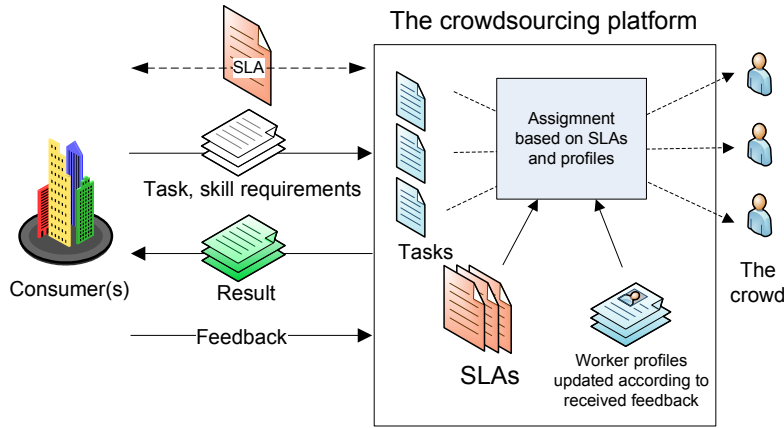 The crowdsourcing platform
SLA
Assignment
based on SLAs
and profiles
Task, skill requirements
Tasks
Consumer(s)
Result
The
crowd
Feedback
SLAs
Worker profiles
updated according to
received feedback